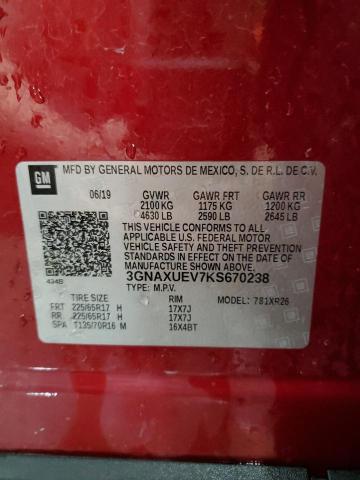 GM
MFD BY GENERAL MOTORS DE MEXICO, S. DE R.L. DE C.V.
06/19 GVWR GAWR FRT GAWR RR
2100 KG 1175 KG 1200 KG
4630 LB 2590 LB 2645 LB
THIS VEHICLE CONFORMS TO ALL
APPLICABLE U.S. FEDERAL MOTOR
VEHICLE SAFETY AND THEFT
PREVENTION STANDARDS IN
EFFECT ON THE DATE OF
MANUFACTURE SHOWN ABOVE.
434B
3GNAXUEV7KS670238
TYPE: M.P.V.
TIRE SIZE RIM MODEL: 781XR26
FRT 225/65R17 H 17X7J
RR 225/65R17 H 17X7J
SPA T135/70R16 M 16X4BT